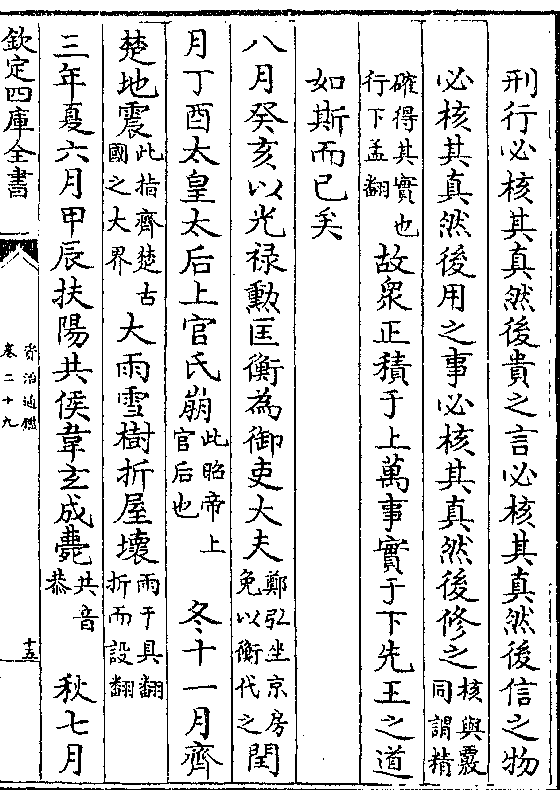 刑行必核其真然後貴之言必核其真然後信之物
必核其真然後用之事必核其真然後修之核與覈同謂精
確得其實也行下孟翻故衆正積于上萬事實于下先王之道
如斯而已矣
八月癸亥以光禄勲匡衡為御史大夫鄭弘坐京房免以衡代之閏
月丁酉太皇太后上官氏崩此昭帝上官后也冬十一月齊
楚地震此指齊楚古國之大界大雨雪樹折屋壞雨于具翻折而設翻
三年夏六月甲辰扶陽共侯韋玄成薨共音恭秋七月
欽定四庫全書
資治通鑑
卷二十九
十五